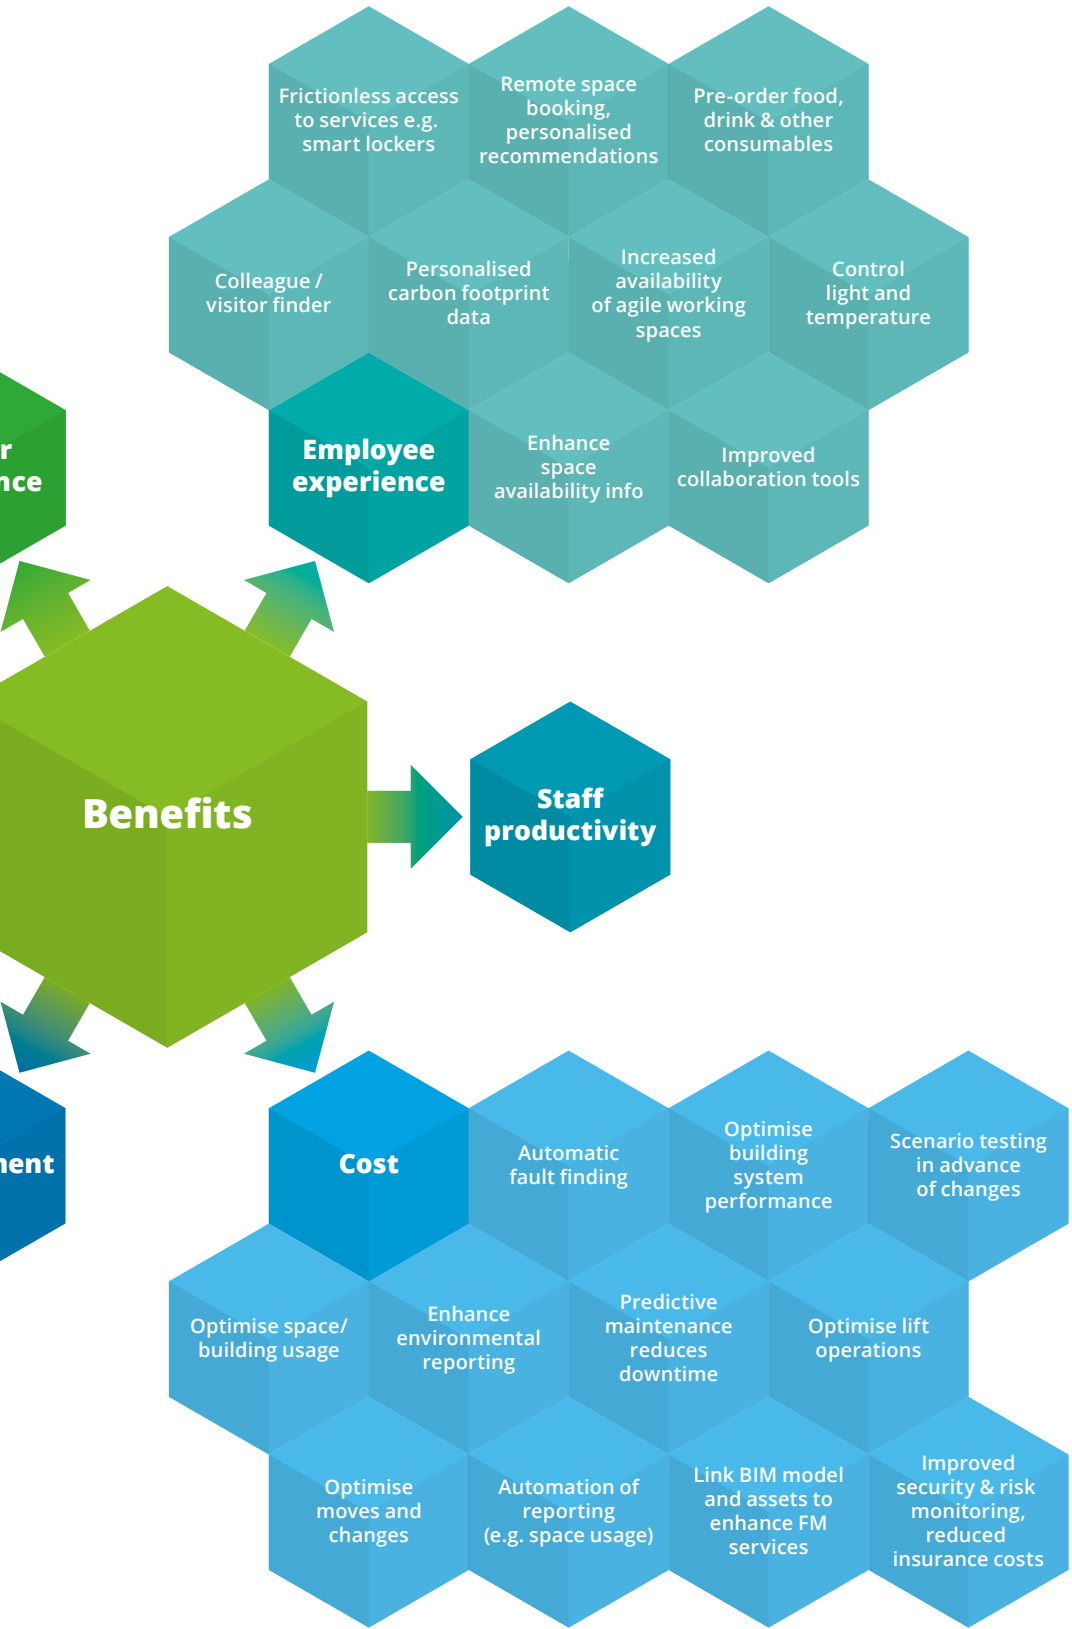 Frictionless access
to services e.g.
smart lockers
Remote space
booking,
personalised
recommendations
Pre-order food,
drink & other
consumables
Colleague /
visitor finder
Personalised
carbon footprint
data
Increased
availability
of agile working
spaces
Control
light and
temperature
r
nce
Employee
experience
Enhance
space
availability info
Improved
collaboration tools
Benefits
Staff
productivity
ment
Cost
Automatic
fault finding
Optimise
building
system
performance
Scenario testing
in advance
of changes
Optimise space/
building usage
Enhance
environmental
reporting
Predictive
maintenance
reduces
downtime
Optimise lift
operations
Optimise
moves and
changes
Automation of
reporting
(e.g. space usage)
Link BIM model
and assets to
enhance FM
services
Improved
security & risk
monitoring,
reduced
insurance costs